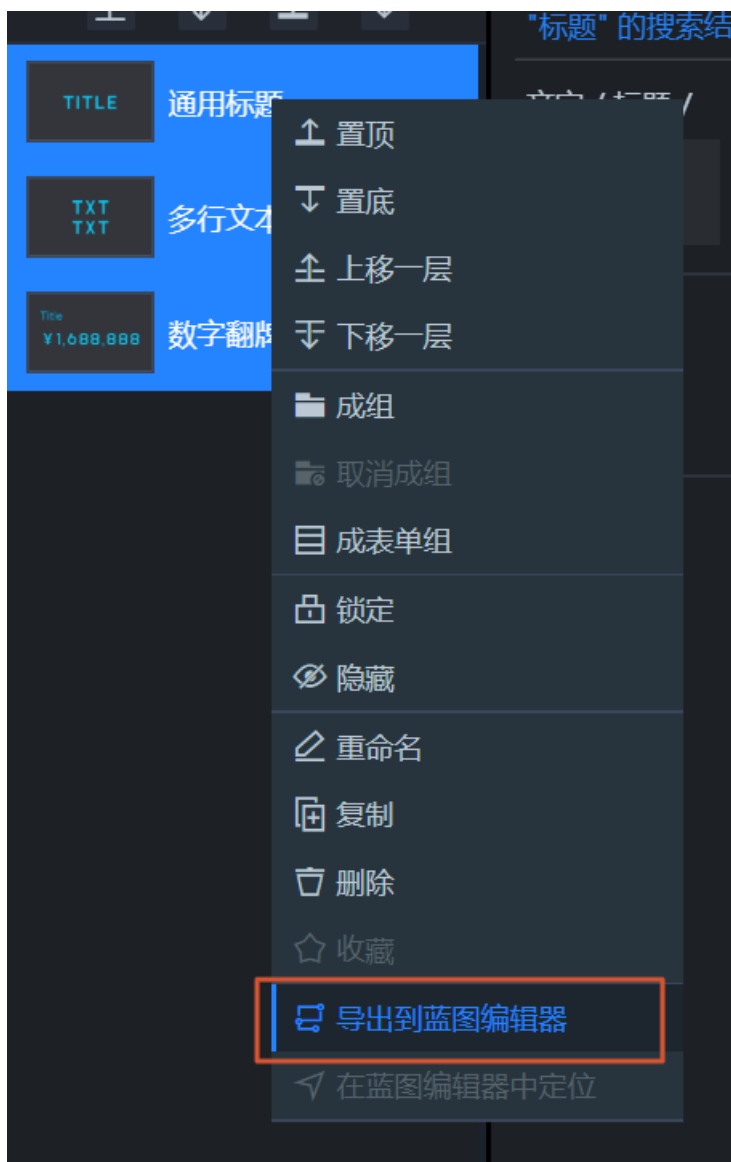 "标题" 的搜索结
TITLE
通用标题
TXT
TXT
多行文本
Title
¥1,688,888
数字翻牌
置顶
置底
上移一层
下移一层
成组
取消成组
成表单组
锁定
隐藏
重命名
复制
删除
收藏
导出到蓝图编辑器
在蓝图编辑器中定位